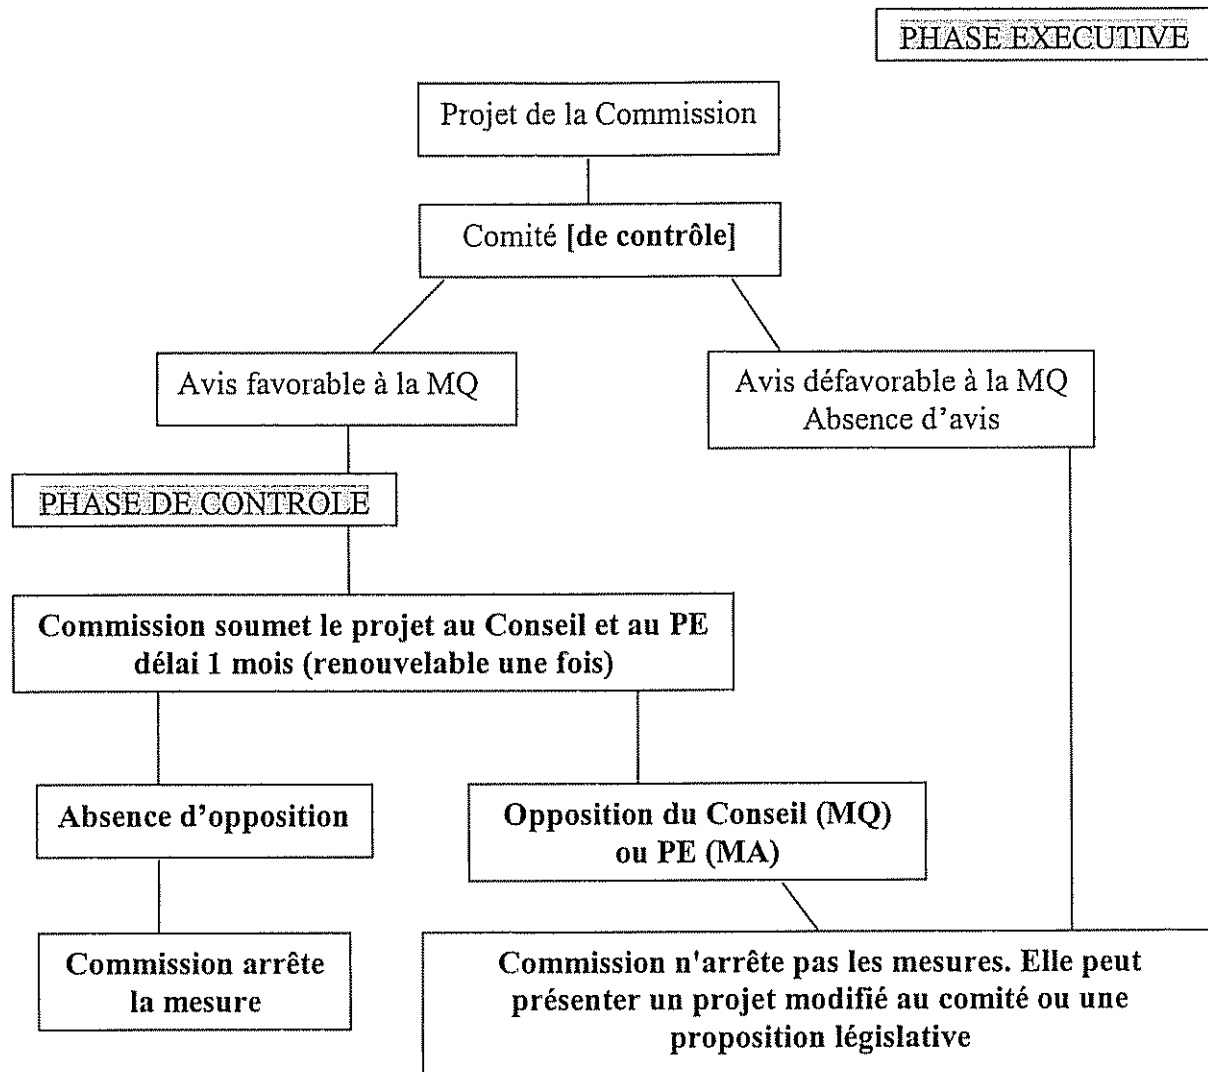 PHASE EXECUTIVE
Projet de la Commission
Comité [de contrôle]
Avis favorable à la MQ
Avis défavorable à la MQ
Absence d'avis
PHASE DE CONTROLE
Commission soumet le projet au Conseil et au PE
délai 1 mois (renouvelable une fois)
Absence d'opposition
Opposition du Conseil (MQ)
ou PE (MA)
Commission arrête
la mesure
Commission n'arrête pas les mesures. Elle peut
présenter un projet modifié au comité ou une
proposition législative